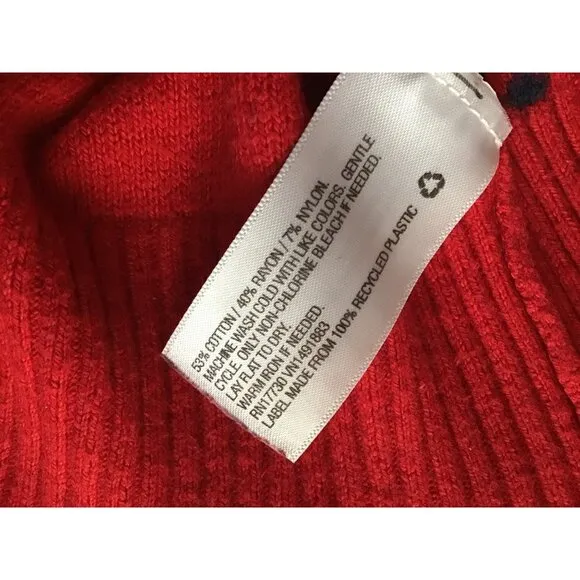 53% COTTON / 40% RAYON / 7% NYLON.
MACHINE WASH COLD WITH LIKE COLORS. GENTLE
CYCLE ONLY NON-CHLORINE BLEACH IF NEEDED.
LAY FLAT TO DRY.
WARM IRON IF NEEDED.
RN17730 VN1491883
LABEL MADE FROM 100% RECYCLED PLASTIC